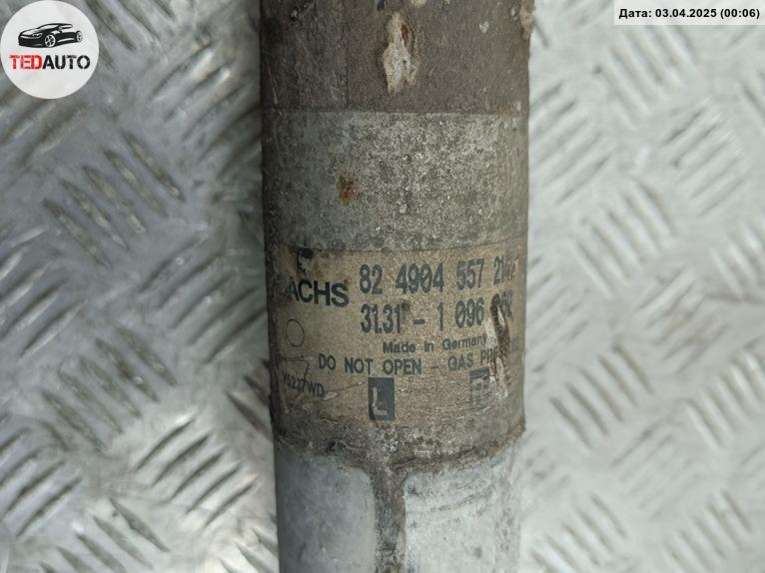 Дата: 03.04.2025 (00:06)
TEDAUTO
ACHS
82 4904 557
31.31 - 1 096
Made in Germany
DO NOT OPEN - GAS
L